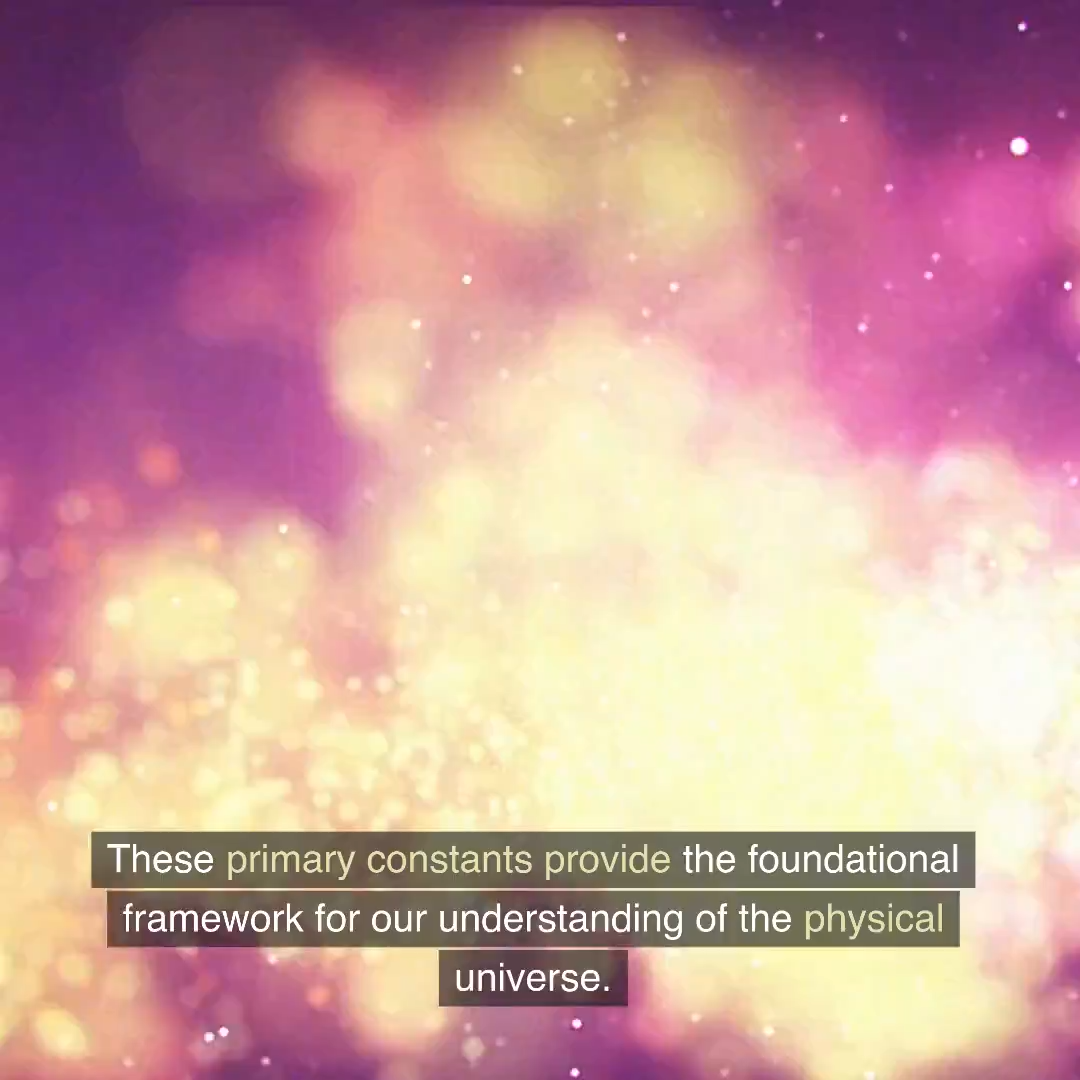 These primary constants provide the foundational
framework for our understanding of the physical
universe.